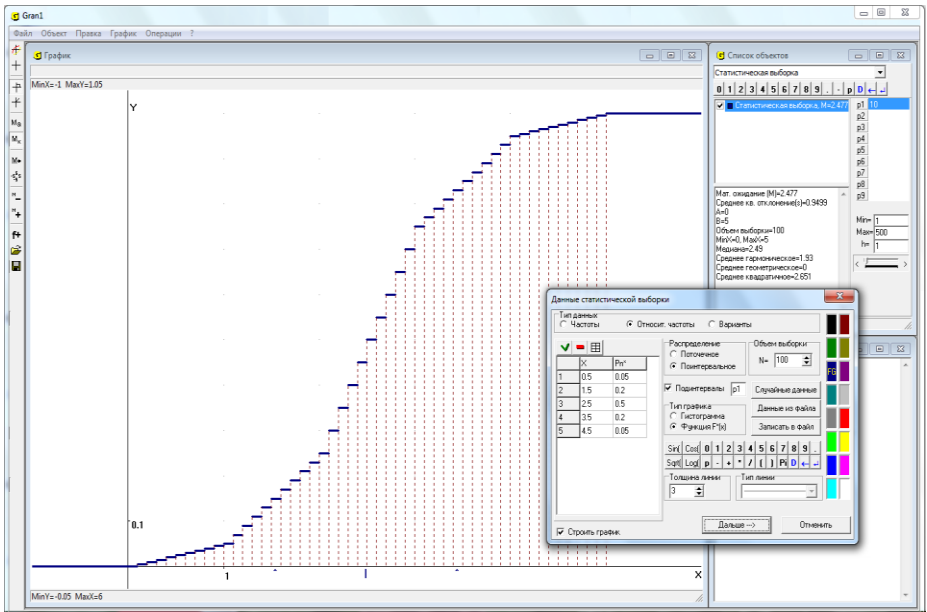 Gran1
Файл Объект Правка График Операции ?
График
MinX=-1 MaxY=1.05
Y
0.1
1
X
MinY=-0.05 MaxX=6
Список объектов
Статистическая выборка
0 1 2 3 4 5 6 7 8 9 . - p D
Статистическая выборка, M=2.477
p1 10
p2
p3
p4
p5
p6
p7
p8
p9
Мат. ожидание (M)=2.477
Среднее кв. отклонение(s)=0.9499
A=0
B=5
Объем выборки=100
MinX=0, MaxX=5
Медиана=2.49
Среднее гармоническое=1.93
Среднее геометрическое=0
Среднее квадратичное=2.651
Min= 1
Max= 500
h= 1
Данные статистической выборки
Тип данных
Частоты Относит. частоты Варианты
X Pn*
1 0.5 0.05
2 1.5 0.2
3 2.5 0.5
4 3.5 0.2
5 4.5 0.05
Строить график
Распределение
Поточечное
Поинтервальное
Объем выборки
N= 100
Подинтервалы p1
Случайные данные
Тип графика
Гистограмма
Функция F*(x)
Данные из файла
Записать в файл
Sin( Cos( 0 1 2 3 4 5 6 7 8 9 .
Sqrt( Log( p - + * / ( ) Pi D
Толщина линии
3
Тип линии
Дальше -->
Отменить
FG